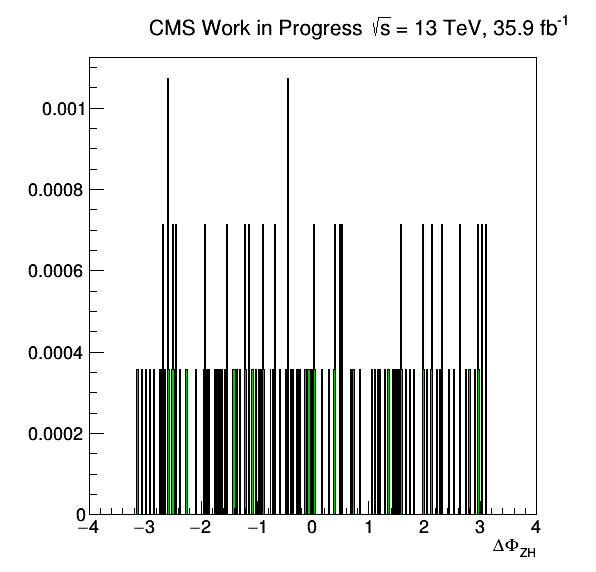 CMS Work in Progress √s = 13 TeV, 35.9 fb⁻¹
0.001
0.0008
0.0006
0.0004
0.0002
0
−4 −3 −2 −1 0 1 2 3 4
ΔΦ_ZH